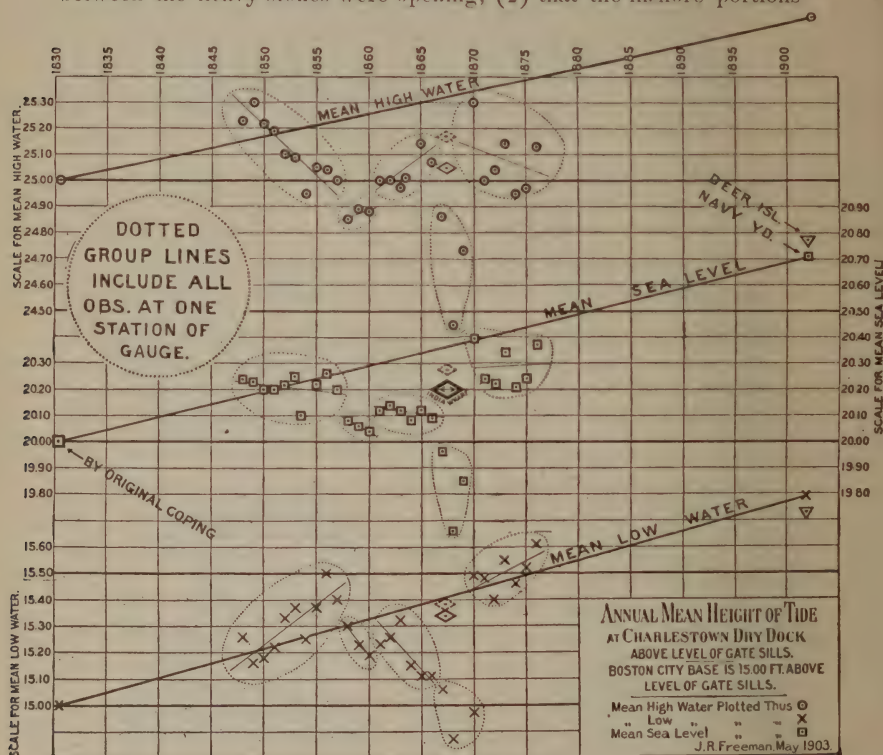 between the heavy sills were opening; (2) that the inshore portions
1830 1845 1850 1855 1860 1865 1870 1875 1880 1885 1890 1895 1900
SCALE FOR MEAN HIGH WATER.
25.30
25.20
25.10
25.00
24.90
24.80
24.70
24.60
24.50
MEAN HIGH WATER
DOTTED
GROUP LINES
INCLUDE ALL
OBS. AT ONE
STATION OF
GAUGE.
DEER ISL.
NAVY YD.
MEAN SEA LEVEL
20.90
20.80
20.70
20.60
20.50
20.40
20.30
20.20
20.10
20.00
19.90
19.80
SCALE FOR MEAN SEA LEVEL
20.40
20.30
20.20
20.10
20.00
19.90
19.80
INDIA WHARF
BY ORIGINAL COPING
MEAN LOW WATER
SCALE FOR MEAN LOW WATER.
15.60
15.50
15.40
15.30
15.20
15.10
15.00
ANNUAL MEAN HEIGHT OF TIDE
AT CHARLESTOWN DRY DOCK
ABOVE LEVEL OF GATE SILLS.
BOSTON CITY BASE IS 15.00 FT. ABOVE
LEVEL OF GATE SILLS.
Mean High Water Plotted Thus
„ Low „ „ „
Mean Sea Level „ „
J.R. Freeman. May 1903.